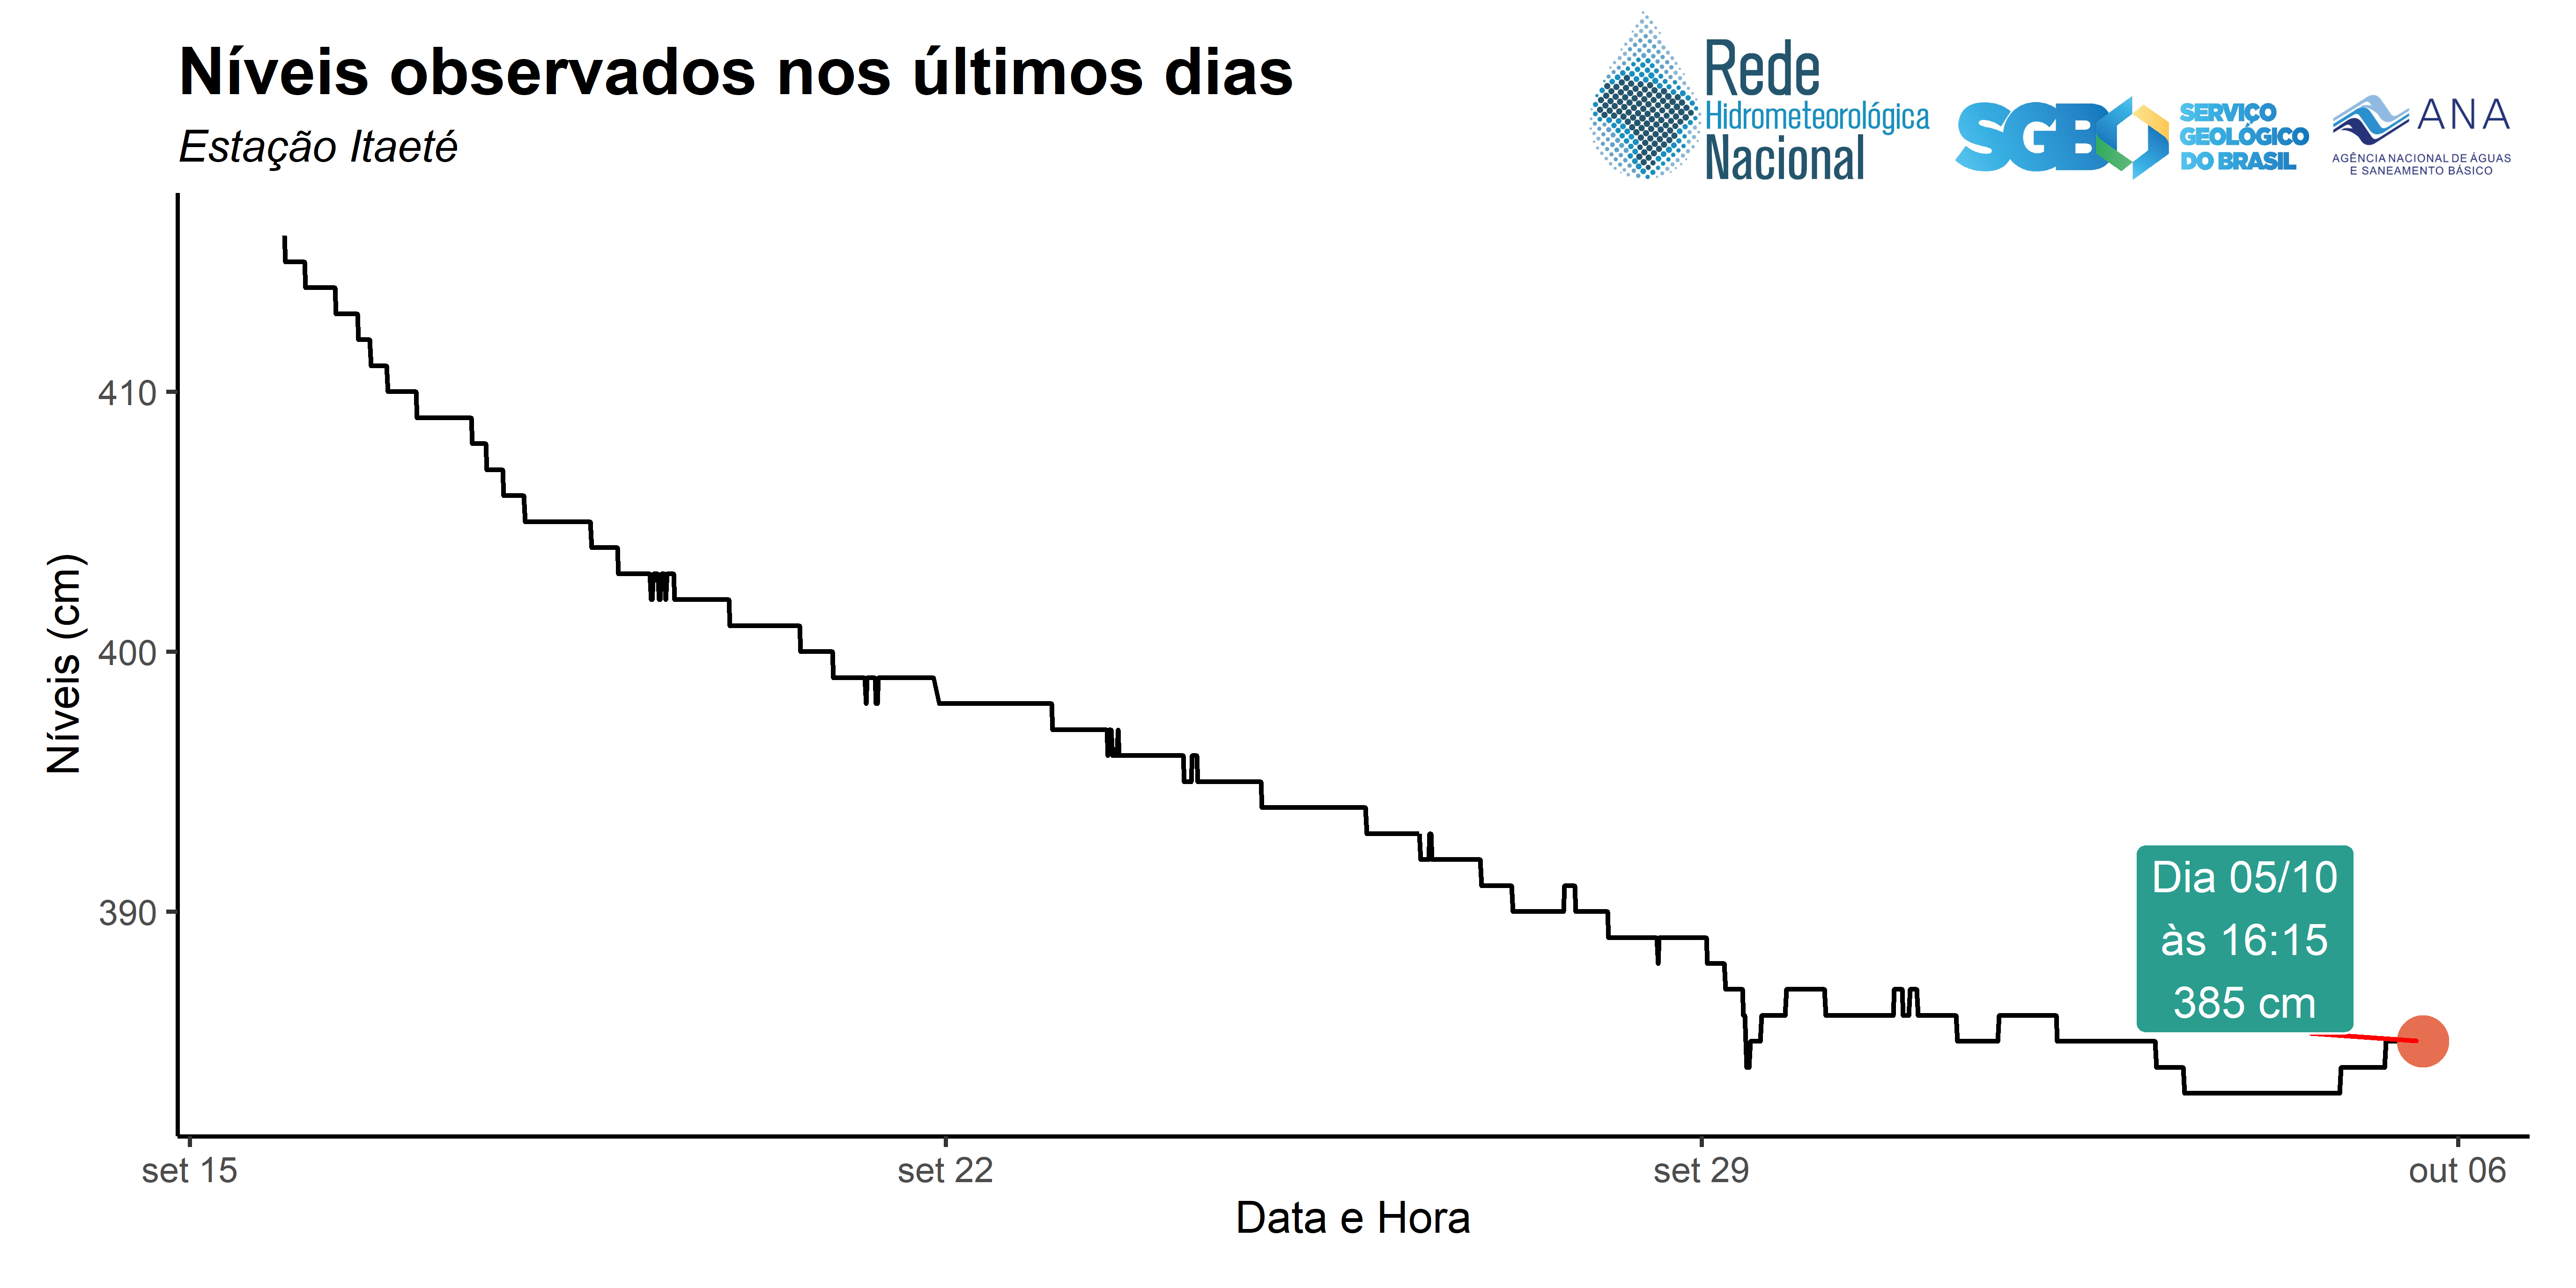 Níveis observados nos últimos dias
Estação Itaeté
Rede
Hidrometeorológica
Nacional
SGB
SERVIÇO
GEOLÓGICO
DO BRASIL
ANA
AGÊNCIA NACIONAL DE ÁGUAS
E SANEAMENTO BÁSICO
Níveis (cm)
410
400
390
Dia 05/10
às 16:15
385 cm
set 15
set 22
set 29
out 06
Data e Hora